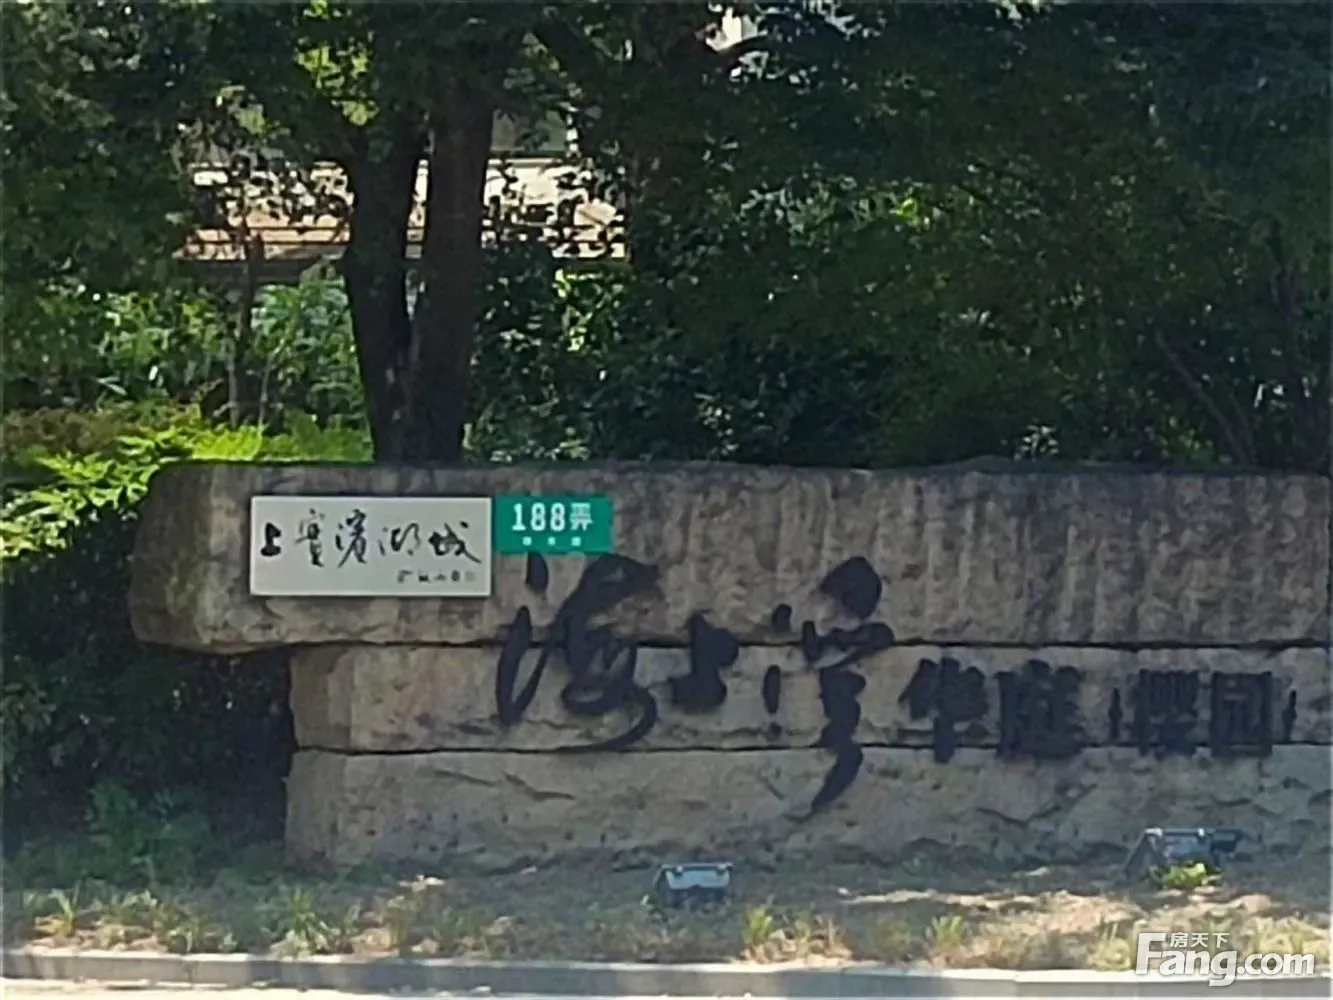 上實濱湖城
188弄
海上湾
华庭(樱园)
房天下
Fang.com